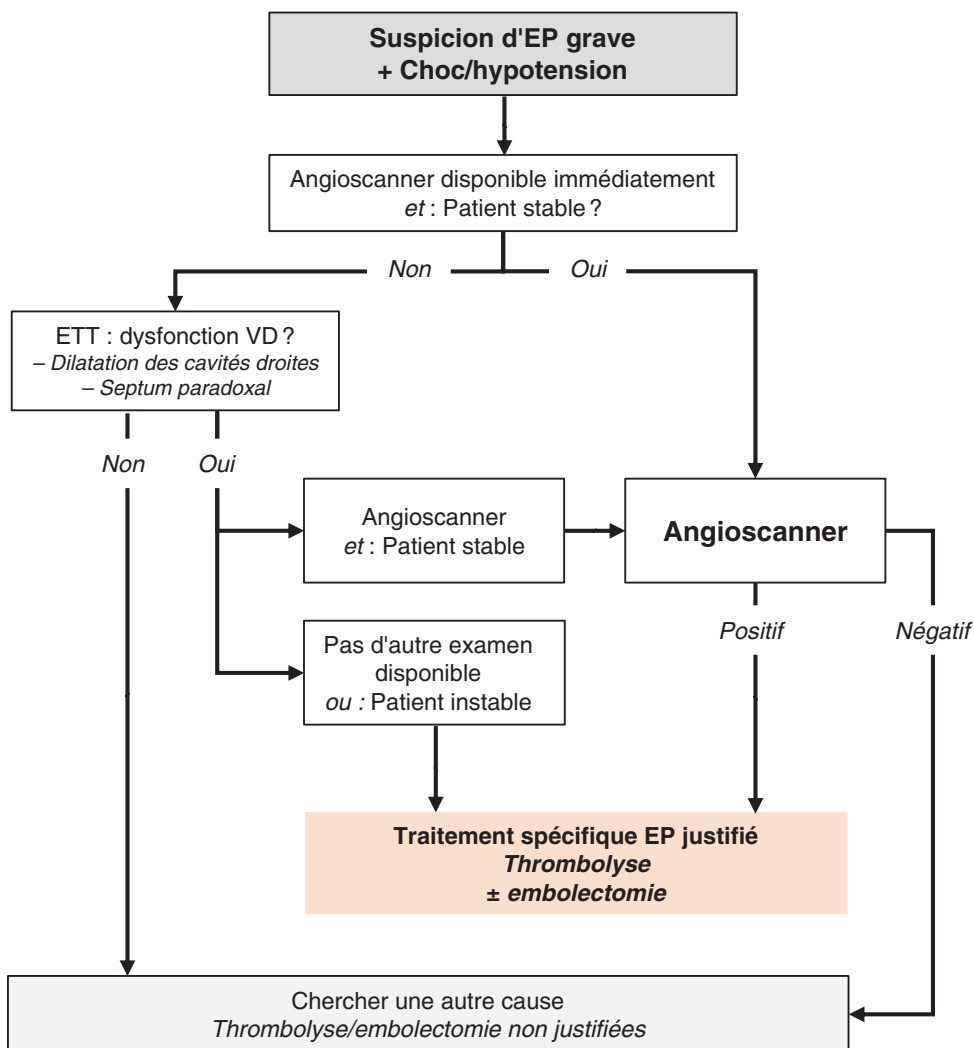 Suspicion d'EP grave
+ Choc/hypotension
Angioscanner disponible immédiatement
et : Patient stable ?
Non
Oui
ETT : dysfonction VD ?
– Dilatation des cavités droites
– Septum paradoxal
Non
Oui
Angioscanner
et : Patient stable
Angioscanner
Positif
Négatif
Pas d'autre examen
disponible
ou : Patient instable
Traitement spécifique EP justifié
Thrombolyse
± embolectomie
Chercher une autre cause
Thrombolyse/embolectomie non justifiées